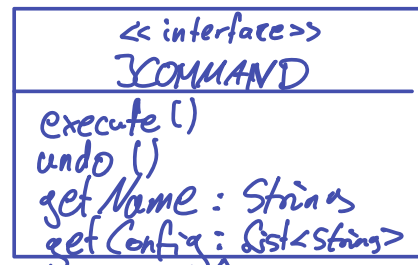 << interface >>
ICOMMAND
execute ()
undo ()
getName : String
getConfig : List<String>